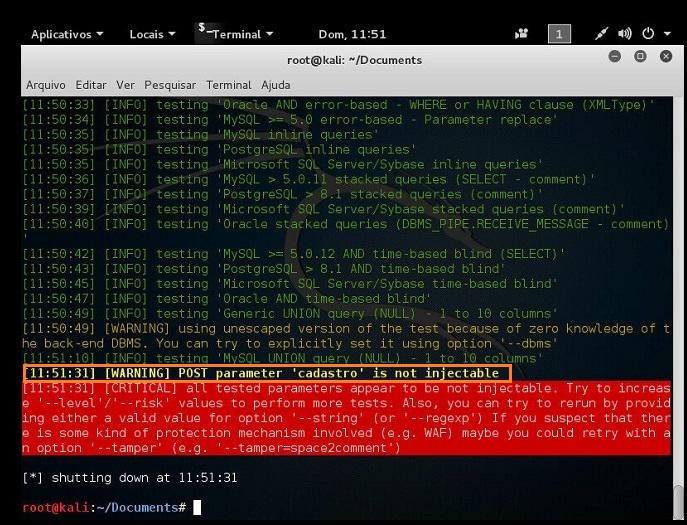 Aplicativos Locais $_ Terminal Dom, 11:51 1
root@kali: ~/Documents
Arquivo Editar Ver Pesquisar Terminal Ajuda
[11:50:33] [INFO] testing 'Oracle AND error-based - WHERE or HAVING clause (XMLType)'
[11:50:34] [INFO] testing 'MySQL >= 5.0 error-based - Parameter replace'
[11:50:35] [INFO] testing 'MySQL inline queries'
[11:50:35] [INFO] testing 'PostgreSQL inline queries'
[11:50:35] [INFO] testing 'Microsoft SQL Server/Sybase inline queries'
[11:50:36] [INFO] testing 'MySQL > 5.0.11 stacked queries (SELECT - comment)'
[11:50:37] [INFO] testing 'PostgreSQL > 8.1 stacked queries (comment)'
[11:50:39] [INFO] testing 'Microsoft SQL Server/Sybase stacked queries (comment)'
[11:50:40] [INFO] testing 'Oracle stacked queries (DBMS_PIPE.RECEIVE_MESSAGE - comment)
'
[11:50:42] [INFO] testing 'MySQL >= 5.0.12 AND time-based blind (SELECT)'
[11:50:43] [INFO] testing 'PostgreSQL > 8.1 AND time-based blind'
[11:50:45] [INFO] testing 'Microsoft SQL Server/Sybase time-based blind'
[11:50:47] [INFO] testing 'Oracle AND time-based blind'
[11:50:49] [INFO] testing 'Generic UNION query (NULL) - 1 to 10 columns'
[11:50:49] [WARNING] using unescaped version of the test because of zero knowledge of t
he back-end DBMS. You can try to explicitly set it using option '--dbms'
[11:51:10] [INFO] testing 'MySQL UNION query (NULL) - 1 to 10 columns'
[11:51:31] [WARNING] POST parameter 'cadastro' is not injectable
[11:51:31] [CRITICAL] all tested parameters appear to be not injectable. Try to increas
e '--level'/'--risk' values to perform more tests. Also, you can try to rerun by provid
ing either a valid value for option '--string' (or '--regexp') If you suspect that ther
e is some kind of protection mechanism involved (e.g. WAF) maybe you could retry with a
n option '--tamper' (e.g. '--tamper=space2comment')
[*] shutting down at 11:51:31
root@kali:~/Documents#